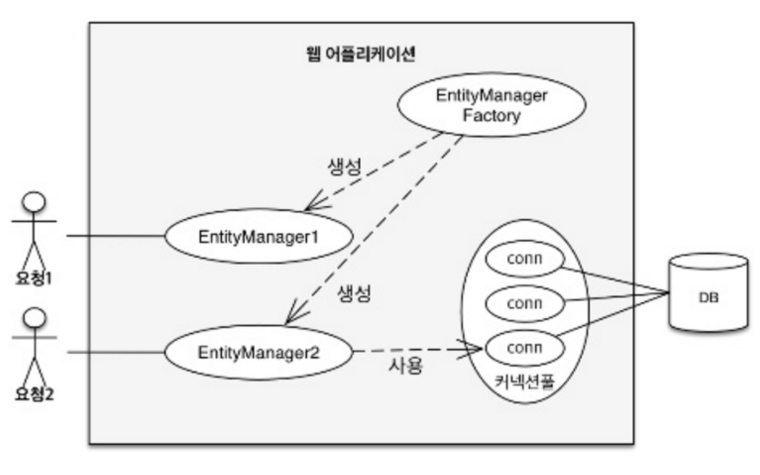 웹 어플리케이션
EntityManager
Factory
생성
EntityManager1
요청1
conn
conn
생성
DB
conn
EntityManager2
사용
커넥션풀
요청2